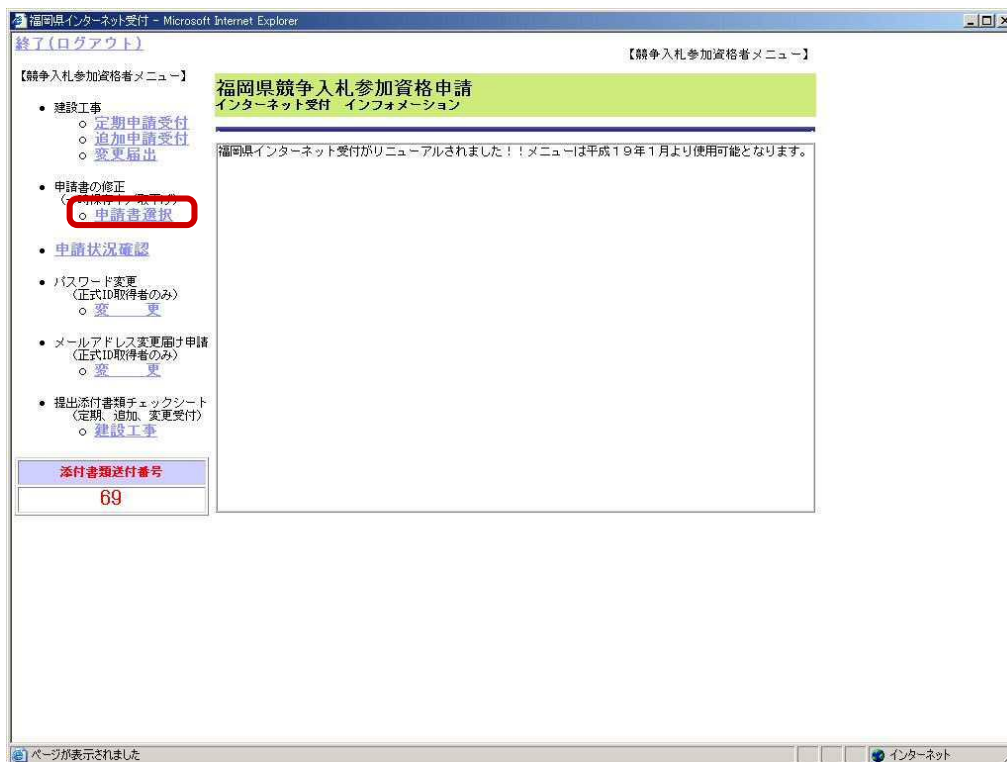 福岡県インターネット受付 - Microsoft Internet Explorer
終了(ログアウト)
【競争入札参加資格者メニュー】
【競争入札参加資格者メニュー】
福岡県競争入札参加資格申請
インターネット受付 インフォメーション
福岡県インターネット受付がリニューアルされました！！メニューは平成１９年１月より使用可能となります。
建設工事
定期申請受付
追加申請受付
変更届出
申請書の修正
(一時保存中／取下げ)
申請書選択
申請状況確認
パスワード変更
(正式ID取得者のみ)
変 更
メールアドレス変更届け申請
(正式ID取得者のみ)
変 更
提出添付書類チェックシート
(定期、追加、変更受付)
建設工事
添付書類送付番号
69
ページが表示されました
インターネット